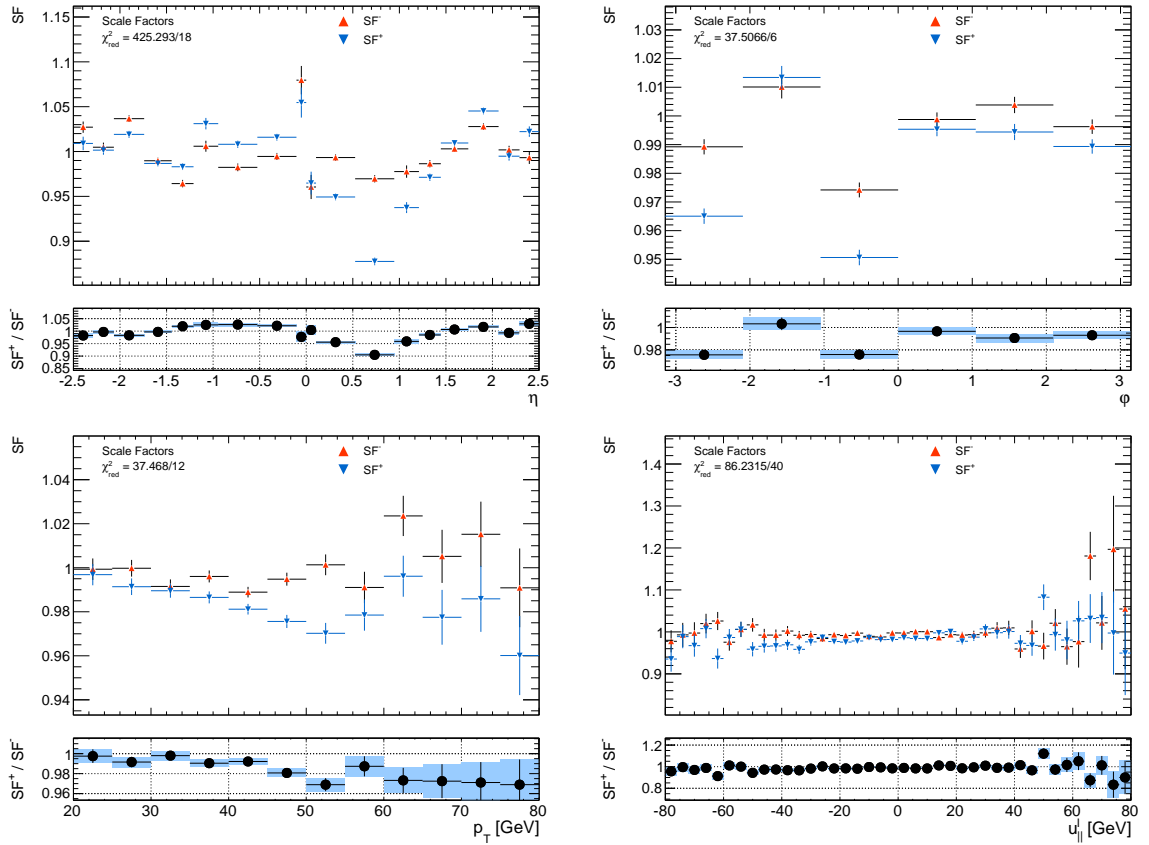 SF
1.15
1.1
1.05
1
0.95
0.9
Scale Factors
χ²red = 425.293/18
SF-
SF+
SF+ / SF-
1.05
1
0.95
0.9
0.85
-2.5 -2 -1.5 -1 -0.5 0 0.5 1 1.5 2 2.5
η
SF
1.03
1.02
1.01
1
0.99
0.98
0.97
0.96
0.95
Scale Factors
χ²red = 37.5066/6
SF-
SF+
SF+ / SF-
1
0.98
-3 -2 -1 0 1 2 3
φ
SF
1.04
1.02
1
0.98
0.96
0.94
Scale Factors
χ²red = 37.468/12
SF-
SF+
SF+ / SF-
1
0.98
0.96
20 30 40 50 60 70 80
pT [GeV]
SF
1.4
1.3
1.2
1.1
1
0.9
Scale Factors
χ²red = 86.2315/40
SF-
SF+
SF+ / SF-
1.2
1
0.8
-80 -60 -40 -20 0 20 40 60 80
u||l [GeV]